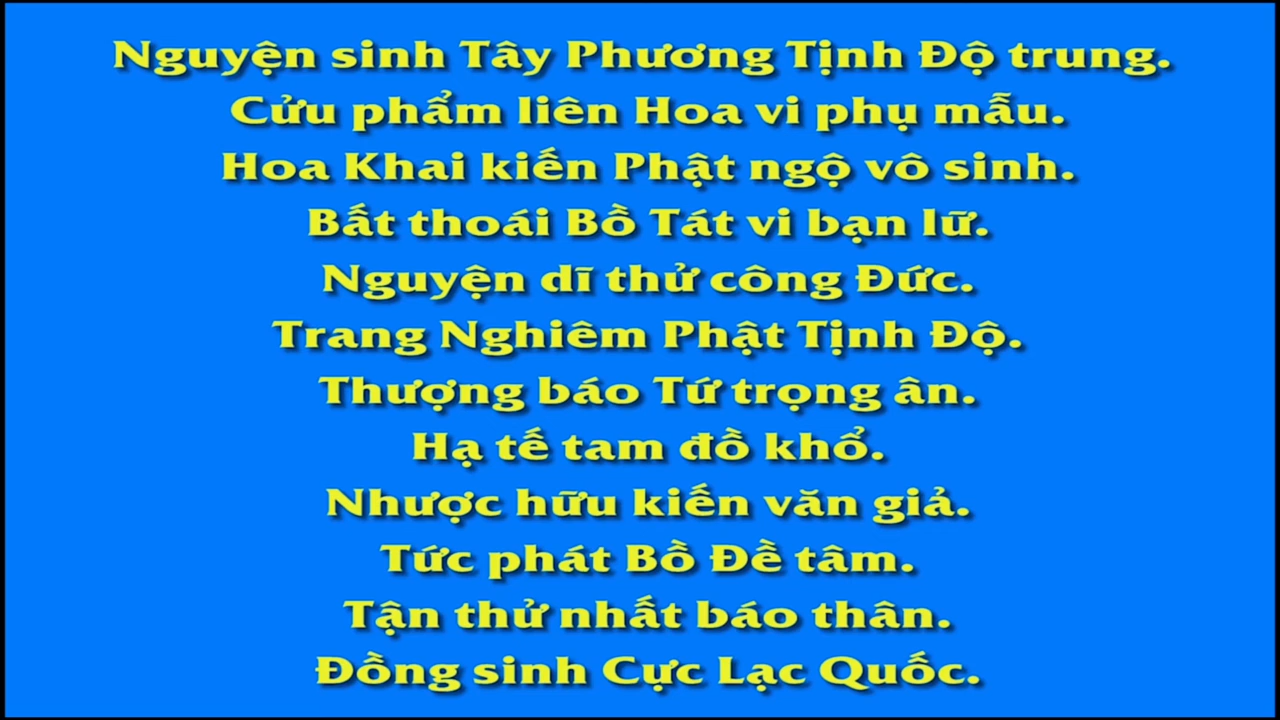 Nguyện sinh Tây Phương Tịnh Độ trung.
Cửu phẩm liên Hoa vi phụ mẫu.
Hoa Khai kiến Phật ngộ vô sinh.
Bất thoái Bồ Tát vi bạn lữ.
Nguyện dĩ thử công Đức.
Trang Nghiêm Phật Tịnh Độ.
Thượng báo Tứ trọng ân.
Hạ tế tam đồ khổ.
Nhược hữu kiến văn giả.
Tức phát Bồ Đề tâm.
Tận thử nhất báo thân.
Đồng sinh Cực Lạc Quốc.